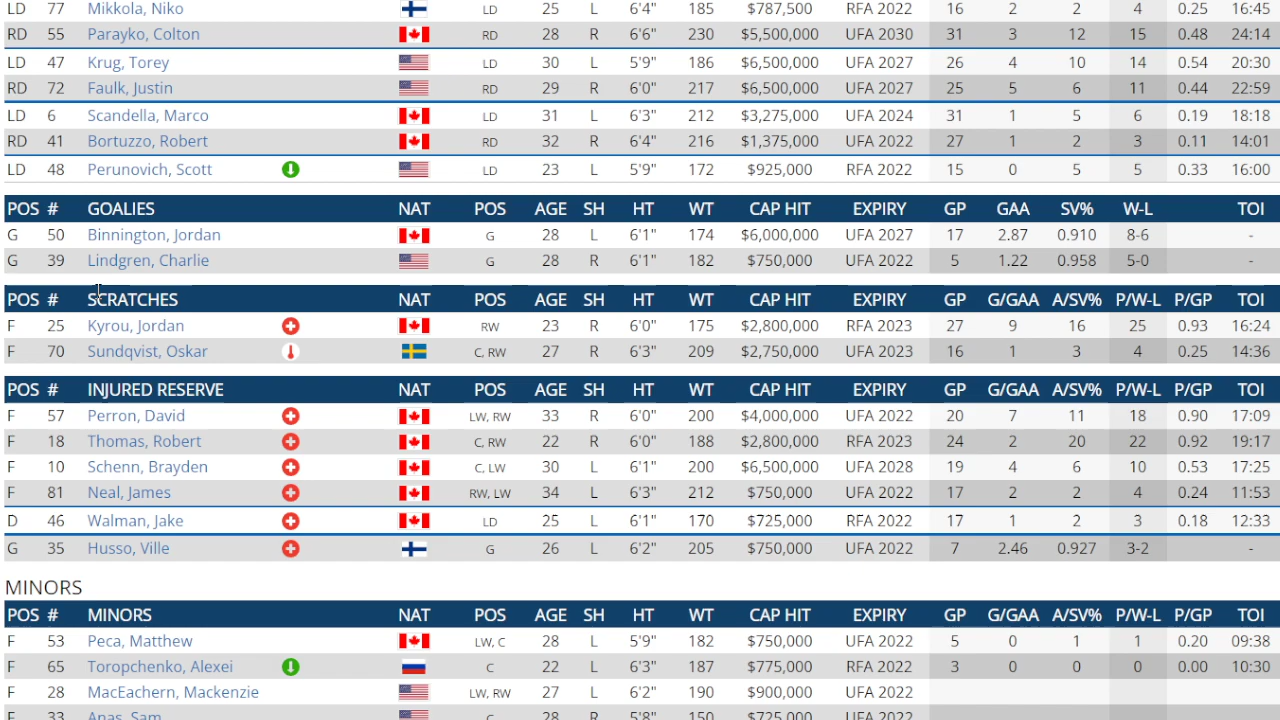 LD 77 Mikkola, Niko LD 25 L 6'4" 185 $787,500 RFA 2022 16 2 2 4 0.25 16:45
RD 55 Parayko, Colton RD 28 R 6'6" 230 $5,500,000 UFA 2030 31 3 12 15 0.48 24:14
LD 47 Krug, Torey LD 30 L 5'9" 186 $6,500,000 UFA 2027 26 4 10 14 0.54 20:30
RD 72 Faulk, Justin RD 29 R 6'0" 217 $6,500,000 UFA 2027 25 5 6 11 0.44 22:55
LD 6 Scandella, Marco LD 31 L 6'3" 212 $3,275,000 UFA 2024 31 1 5 6 0.19 18:18
RD 41 Bortuzzo, Robert RD 32 R 6'4" 216 $1,375,000 UFA 2022 27 1 2 3 0.11 14:01
LD 48 Perunovich, Scott LD 23 L 5'9" 172 $925,000 RFA 2022 15 0 5 5 0.33 16:00
POS # GOALIES NAT POS AGE SH HT WT CAP HIT EXPIRY GP GAA SV% W-L TOI
G 50 Binnington, Jordan G 28 L 6'1" 174 $6,000,000 UFA 2027 17 2.87 0.910 8-6 -
G 39 Lindgren, Charlie G 28 R 6'1" 182 $750,000 UFA 2022 5 1.22 0.958 5-0 -
POS # SCRATCHES NAT POS AGE SH HT WT CAP HIT EXPIRY GP G/GAA A/SV% P/W-L P/GP TOI
F 25 Kyrou, Jordan RW 23 R 6'0" 175 $2,800,000 RFA 2023 27 9 16 25 0.93 16:24
F 70 Sundqvist, Oskar C, RW 27 R 6'3" 209 $2,750,000 UFA 2023 16 1 3 4 0.25 14:36
POS # INJURED RESERVE NAT POS AGE SH HT WT CAP HIT EXPIRY GP G/GAA A/SV% P/W-L P/GP TOI
F 57 Perron, David LW, RW 33 R 6'0" 200 $4,000,000 UFA 2022 20 7 11 18 0.90 17:09
F 18 Thomas, Robert C, RW 22 R 6'0" 188 $2,800,000 RFA 2023 24 2 20 22 0.92 19:17
F 10 Schenn, Brayden C, LW 30 L 6'1" 200 $6,500,000 UFA 2028 19 4 6 10 0.53 17:25
F 81 Neal, James RW, LW 34 L 6'3" 212 $750,000 UFA 2022 17 2 2 4 0.24 11:53
D 46 Walman, Jake LD 25 L 6'1" 170 $725,000 RFA 2022 17 1 2 3 0.18 12:33
G 35 Husso, Ville G 26 L 6'2" 205 $750,000 UFA 2022 7 2.46 0.927 3-2 -
MINORS
POS # MINORS NAT POS AGE SH HT WT CAP HIT EXPIRY GP G/GAA A/SV% P/W-L P/GP TOI
F 53 Peca, Matthew LW, C 28 L 5'9" 182 $750,000 UFA 2022 5 0 1 1 0.20 09:38
F 65 Toropchenko, Alexei C 22 L 6'3" 187 $775,000 RFA 2022 3 0 0 0 0.00 10:33
F 28 MacEachern, Mackenzie LW, RW 27 L 6'2" 190 $900,000 UFA 2022
F 33 Anas, Sam C 28 R 5'8" 150 $725,000 UFA 2022